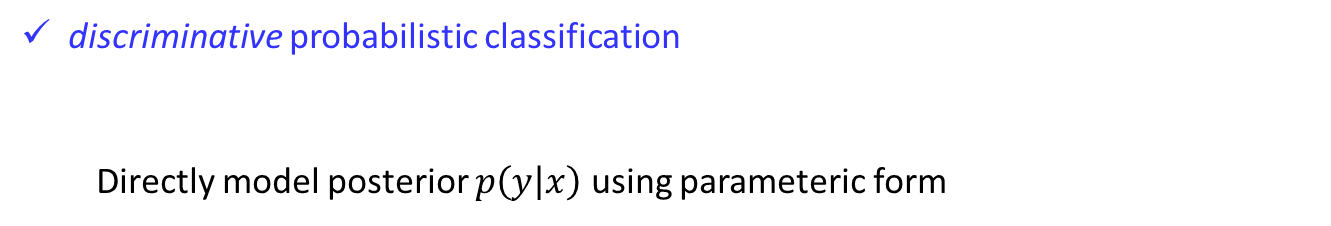 ✓ discriminative probabilistic classification
Directly model posterior p(y|x) using parameteric form